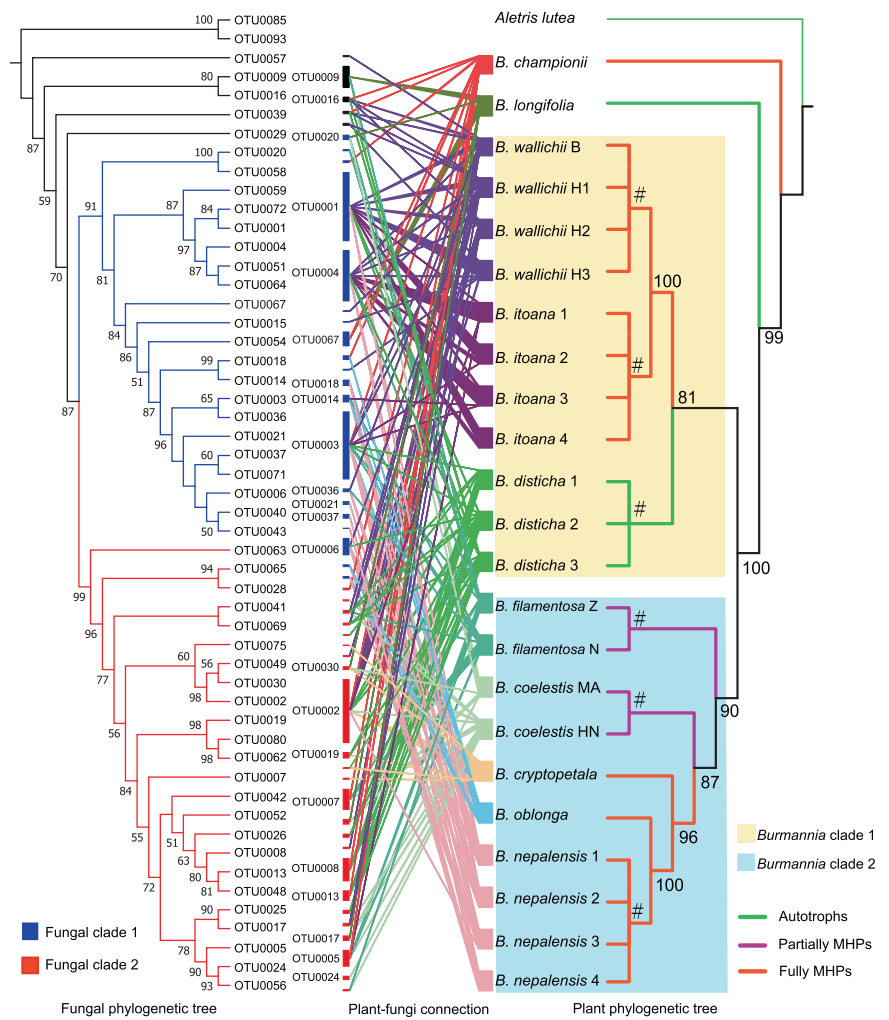 100
OTU0085
OTU0093
OTU0057
80
OTU0009
OTU0016
OTU0039
87
OTU0029
59
100
OTU0020
OTU0058
91
87
OTU0059
84
OTU0072
OTU0001
97
OTU0004
87
OTU0051
OTU0064
70
81
OTU0067
84
OTU0015
86
OTU0054
51
99
OTU0018
OTU0014
87
87
65
OTU0003
OTU0036
96
OTU0021
60
OTU0037
OTU0071
OTU0006
OTU0040
50
OTU0043
OTU0063
99
94
OTU0065
OTU0028
96
OTU0041
OTU0069
77
60
OTU0075
56
OTU0049
OTU0030
98
OTU0002
56
98
OTU0019
OTU0080
98
OTU0062
84
OTU0007
55
OTU0042
51
OTU0052
63
OTU0026
80
OTU0008
OTU0013
81
OTU0048
72
90
OTU0025
OTU0017
78
OTU0005
90
OTU0024
93
OTU0056
OTU0009
OTU0016
OTU0020
OTU0001
OTU0004
OTU0067
OTU0018
OTU0014
OTU0003
OTU0036
OTU0021
OTU0037
OTU0006
OTU0030
OTU0002
OTU0019
OTU0007
OTU0008
OTU0013
OTU0017
OTU0005
OTU0024
Aletris lutea
B. championii
B. longifolia
B. wallichii B
B. wallichii H1
B. wallichii H2
B. wallichii H3
B. itoana 1
B. itoana 2
B. itoana 3
B. itoana 4
B. disticha 1
B. disticha 2
B. disticha 3
B. filamentosa Z
B. filamentosa N
B. coelestis MA
B. coelestis HN
B. cryptopetala
B. oblonga
B. nepalensis 1
B. nepalensis 2
B. nepalensis 3
B. nepalensis 4
#
100
99
#
81
#
100
#
#
90
87
96
100
#
Burmannia clade 1
Burmannia clade 2
Autotrophs
Partially MHPs
Fully MHPs
Fungal clade 1
Fungal clade 2
Fungal phylogenetic tree
Plant-fungi connection
Plant phylogenetic tree